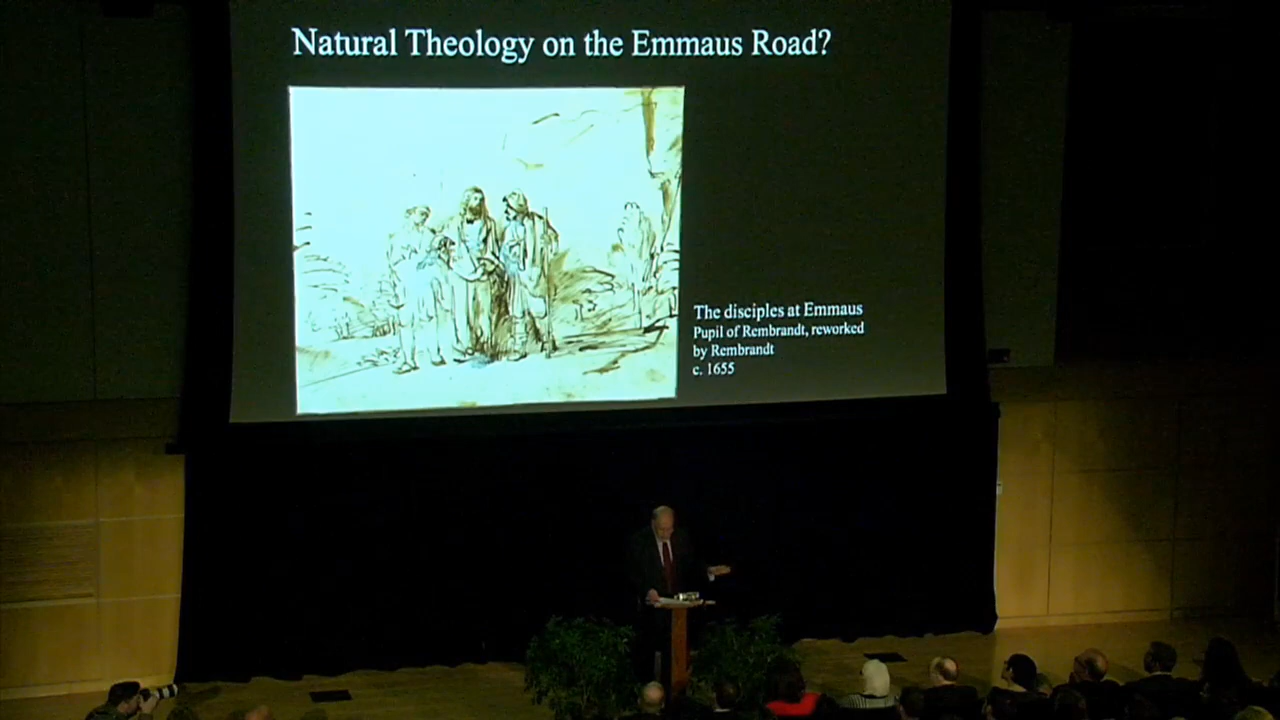 Natural Theology on the Emmaus Road?
The disciples at Emmaus
Pupil of Rembrandt, reworked
by Rembrandt
c. 1655